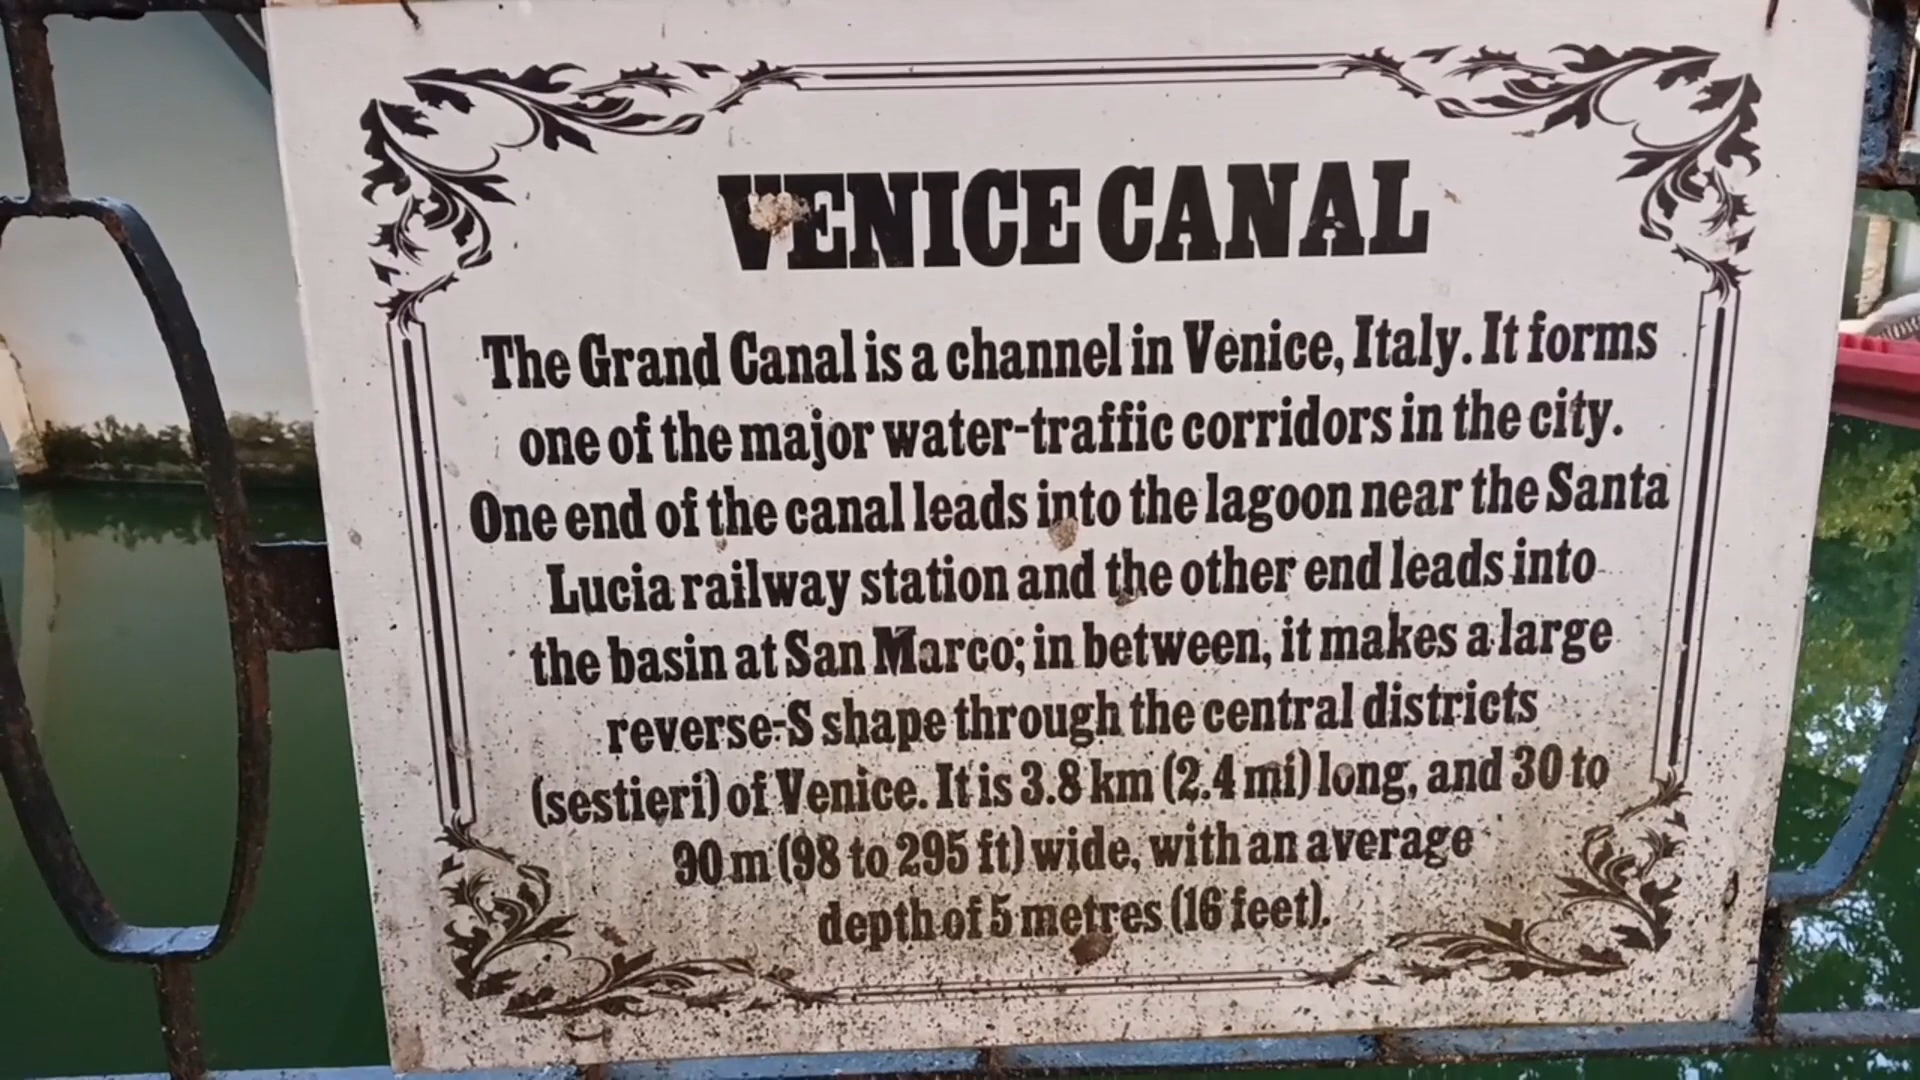 VENICE CANAL
The Grand Canal is a channel in Venice, Italy. It forms
one of the major water-traffic corridors in the city.
One end of the canal leads into the lagoon near the Santa
Lucia railway station and the other end leads into
the basin at San Marco; in between, it makes a large
reverse-S shape through the central districts
(sestieri) of Venice. It is 3.8 km (2.4 mi) long, and 30 to
90 m (98 to 295 ft) wide, with an average
depth of 5 metres (16 feet).